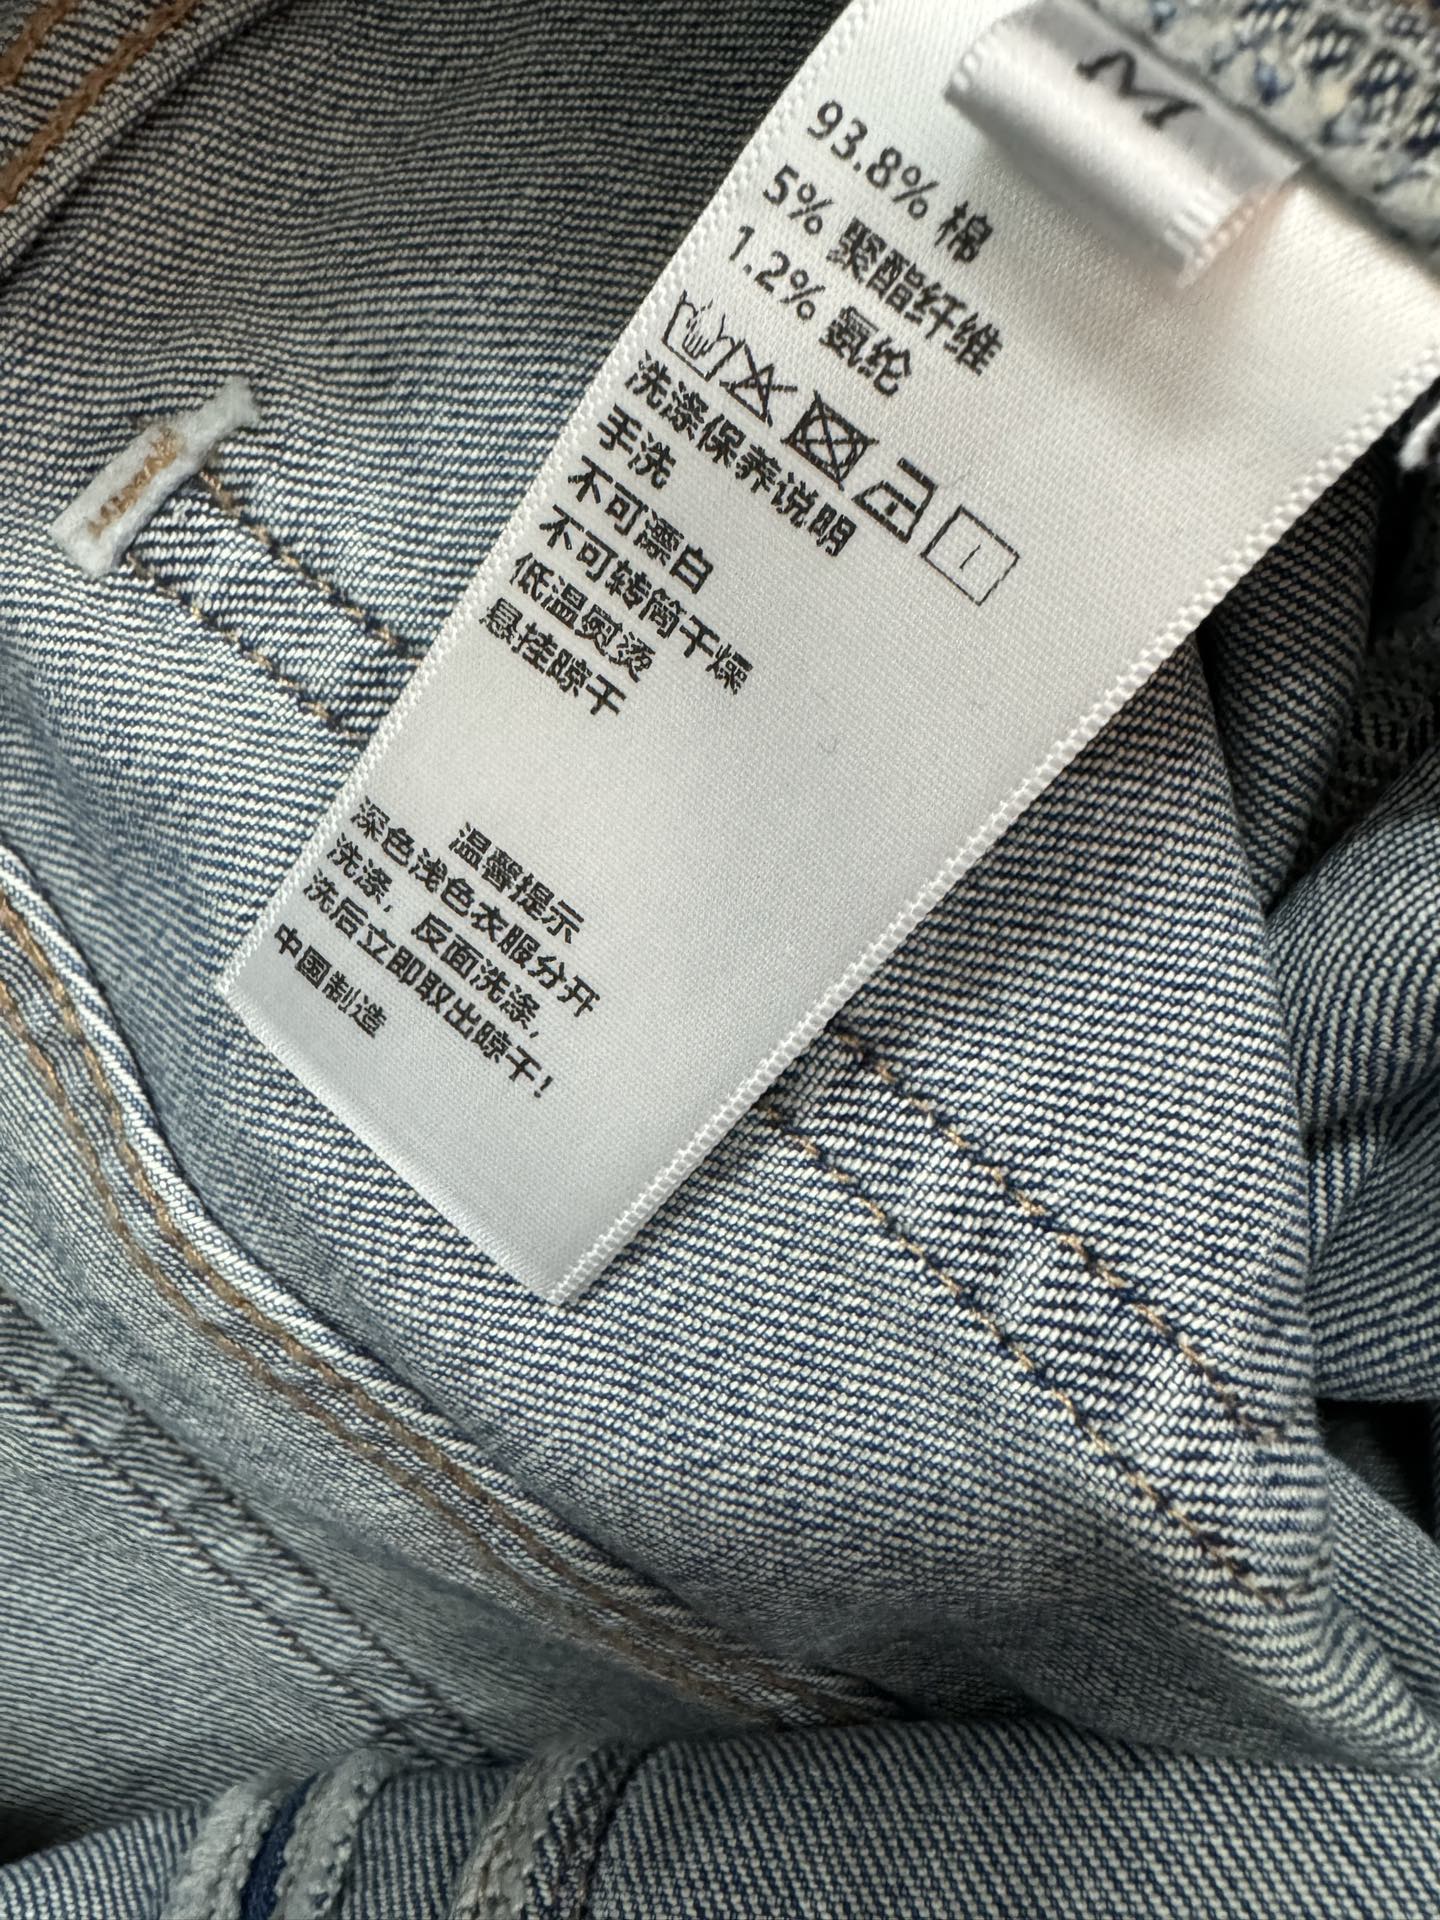 M
93.8% 棉
5% 聚酯纤维
1.2% 氨纶
洗涤保养说明
手洗
不可漂白
不可转筒干燥
低温熨烫
悬挂晾干
温馨提示
深色浅色衣服分开
洗涤，反面洗涤，
洗后立即取出晾干！
中国制造